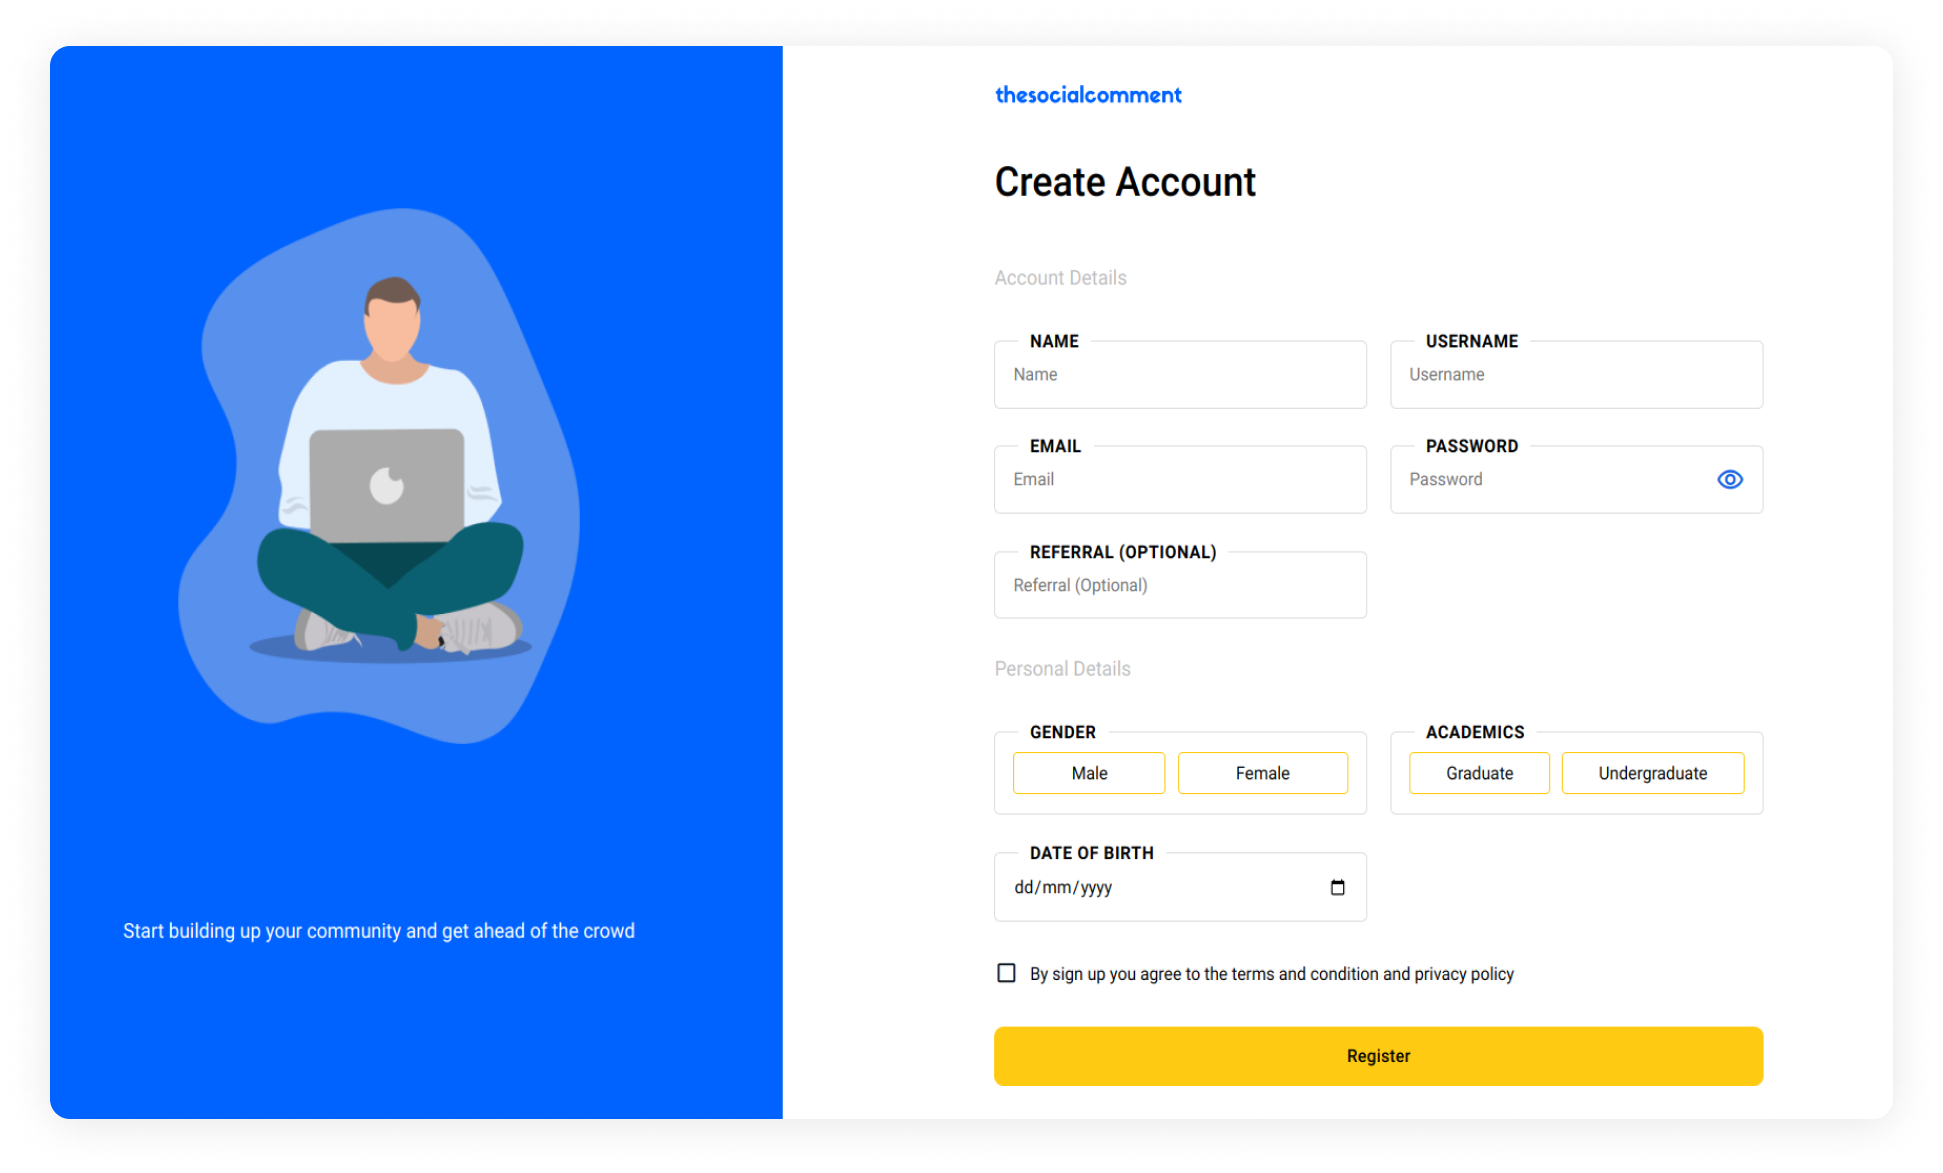 Start building up your community and get ahead of the crowd
thesocialcomment
Create Account
Account Details
NAME
Name
USERNAME
Username
EMAIL
Email
PASSWORD
Password
REFERRAL (OPTIONAL)
Referral (Optional)
Personal Details
GENDER
Male Female
ACADEMICS
Graduate Undergraduate
DATE OF BIRTH
dd/mm/yyyy
By sign up you agree to the terms and condition and privacy policy
Register